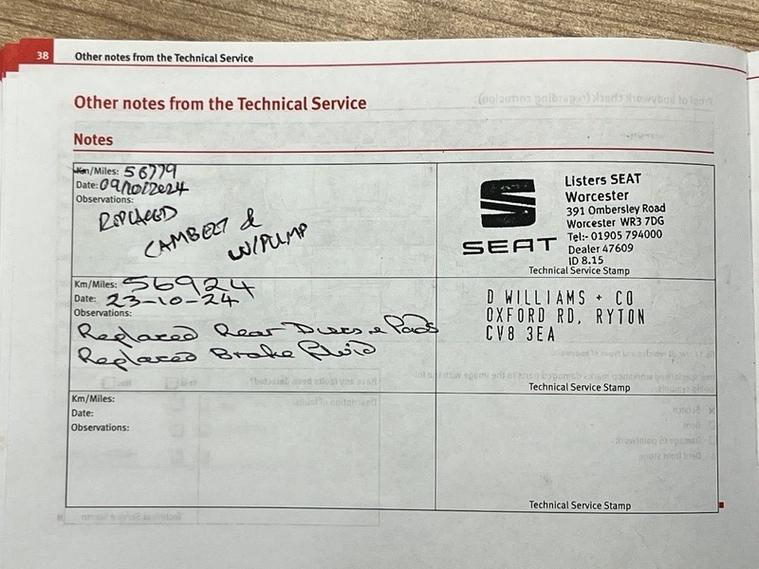 38
Other notes from the Technical Service
Other notes from the Technical Service
Notes
Km/Miles: 56779
Date: 09/10/2024
Observations:
REPLACED
CAMBELT &
W/PUMP
Listers SEAT
Worcester
391 Ombersley Road
Worcester WR3 7DG
Tel:- 01905 794000
Dealer 47609
ID 8.15
SEAT
Technical Service Stamp
Km/Miles: 56924
Date: 23-10-24
Observations:
Replaced Rear Discs & Pads
Replaced Brake Fluid
D WILLIAMS + CO
OXFORD RD, RYTON
CV8 3EA
Technical Service Stamp
Km/Miles:
Date:
Observations:
Technical Service Stamp